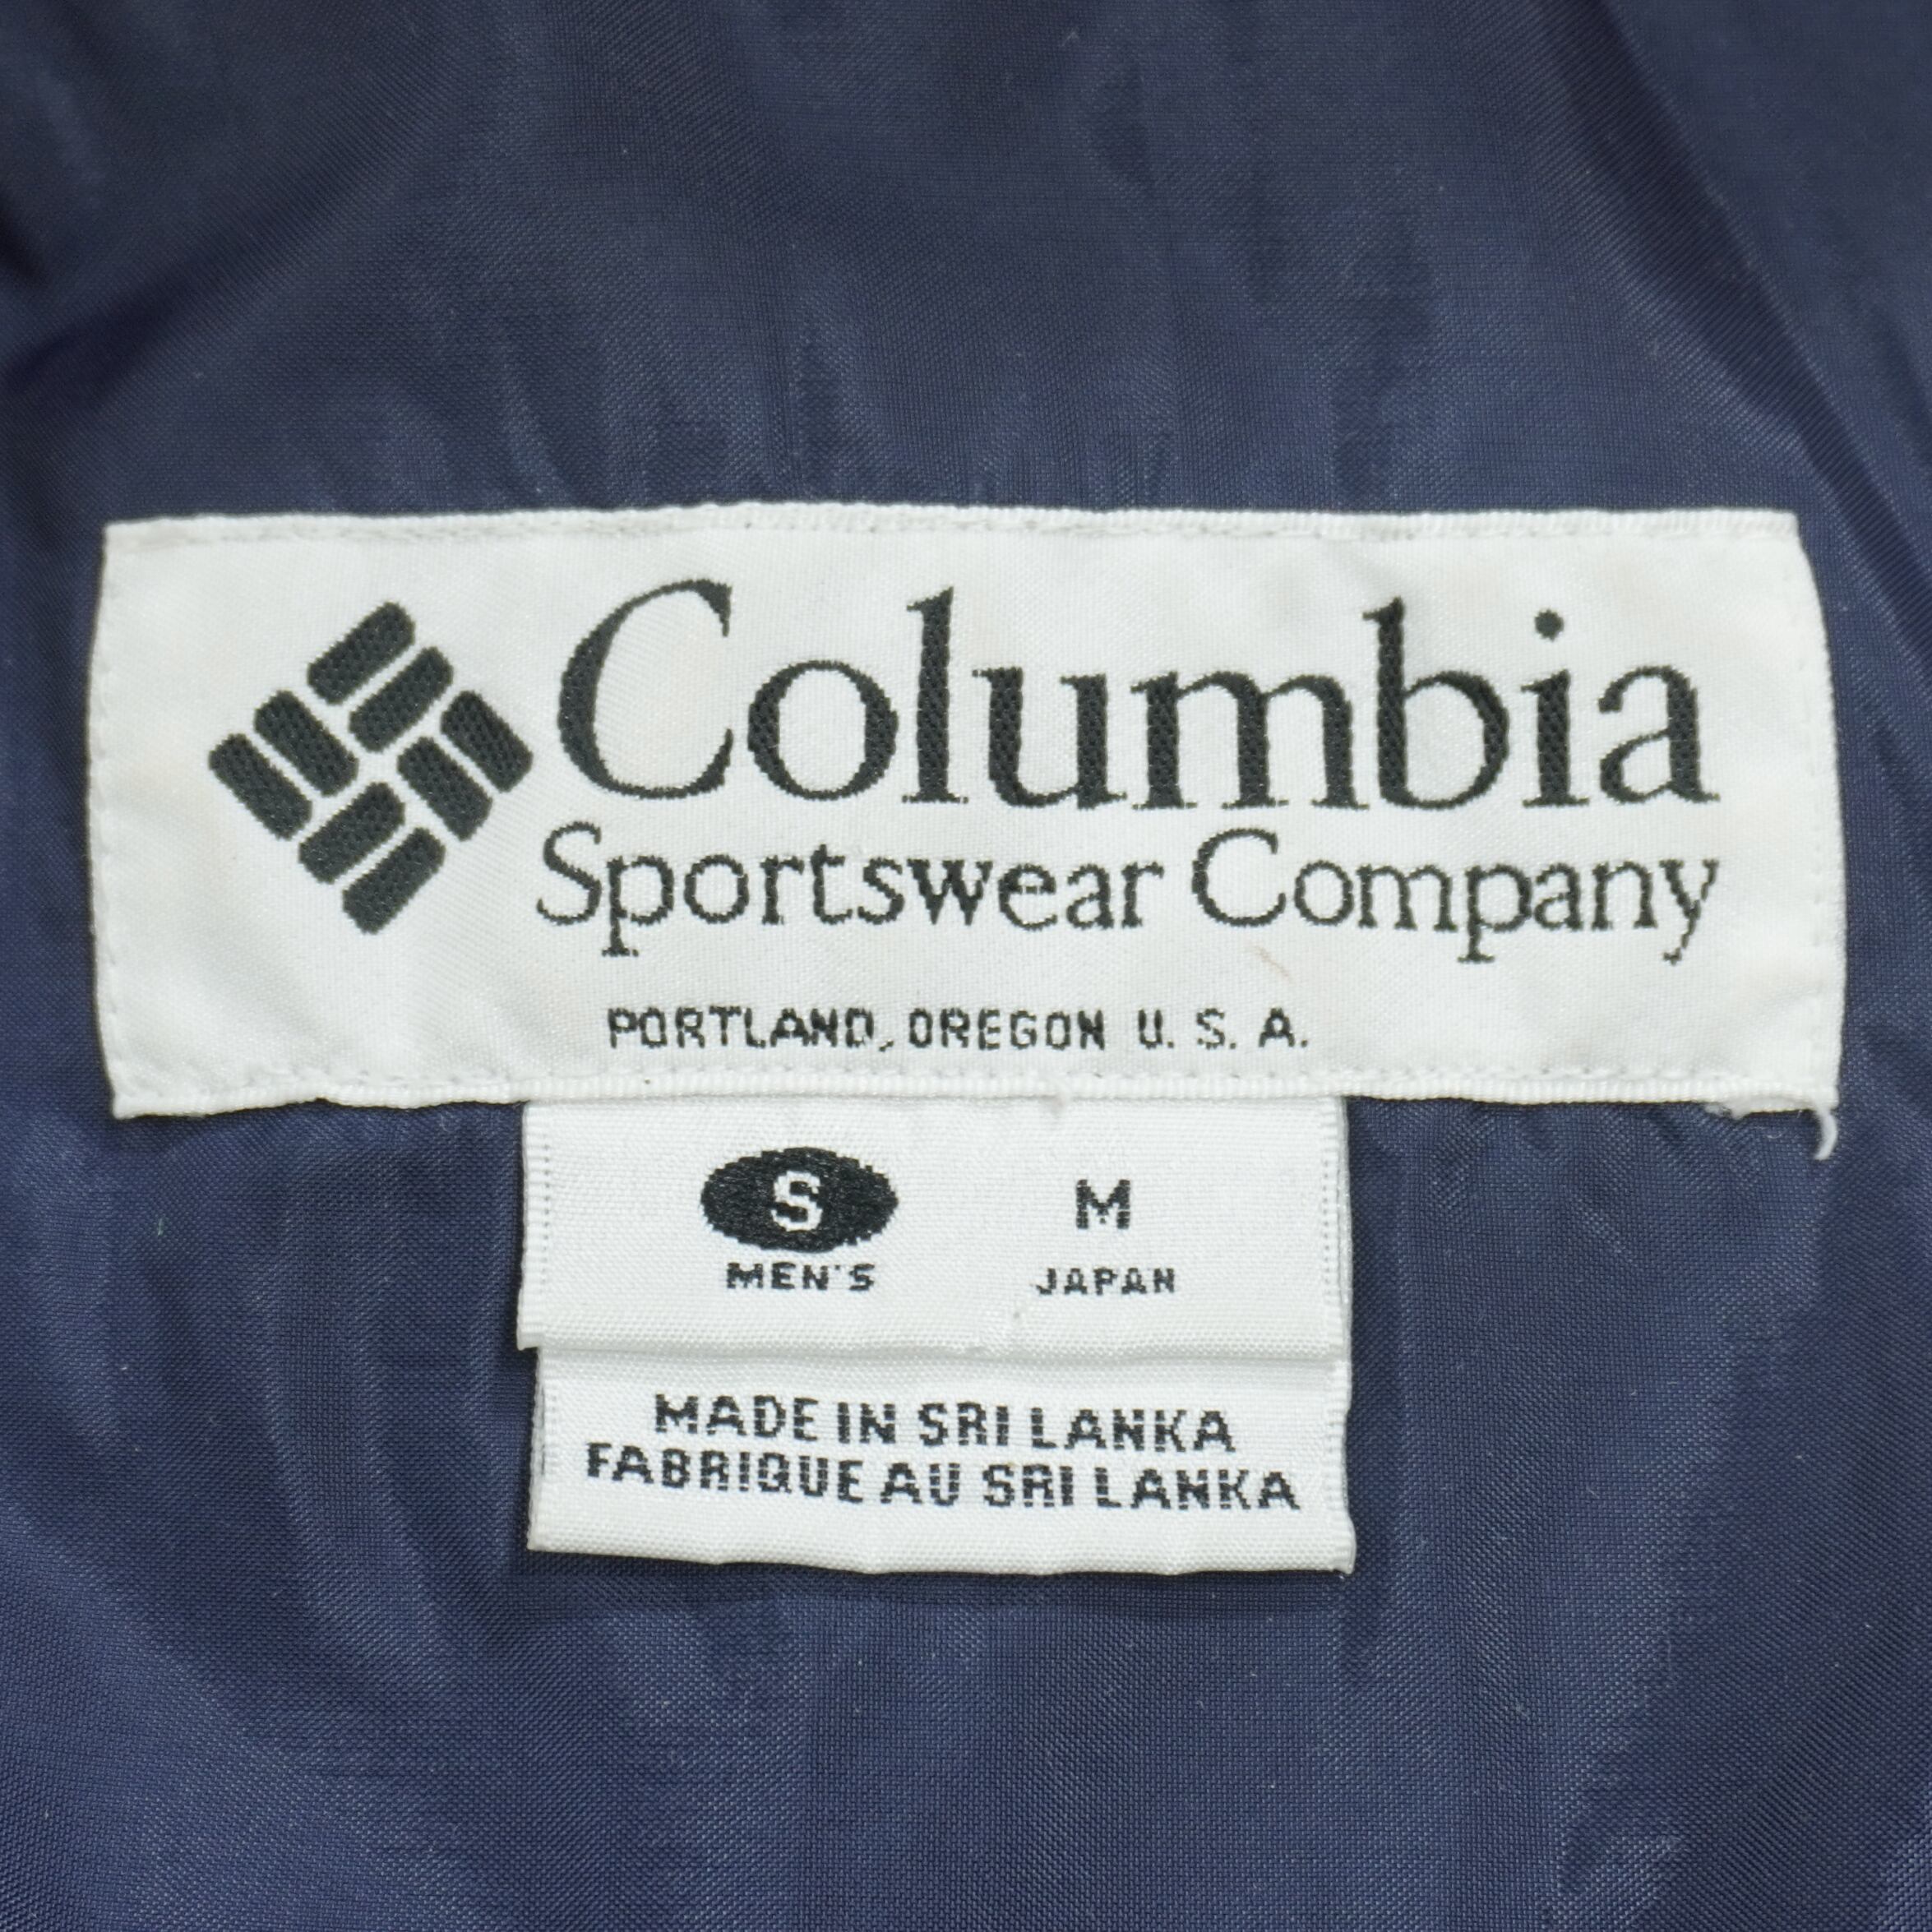 Columbia
Sportswear Company
PORTLAND, OREGON U. S. A.
S M
MEN'S JAPAN
MADE IN SRI LANKA
FABRIQUE AU SRI LANKA